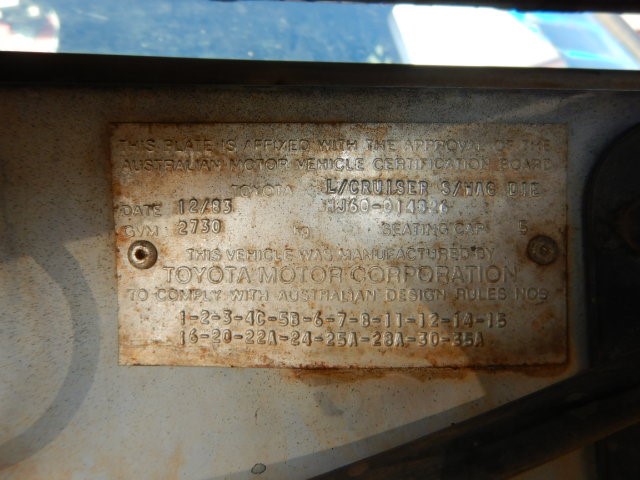 THIS PLATE IS AFFIXED WITH THE APPROVAL OF THE
AUSTRALIAN MOTOR VEHICLE CERTIFICATION BOARD
TOYOTA L/CRUISER S/WAG DIE
DATE 12/83 HJ60-014926
GVM 2730 SEATING CAP. 5
THIS VEHICLE WAS MANUFACTURED BY
TOYOTA MOTOR CORPORATION
TO COMPLY WITH AUSTRALIAN DESIGN RULES NOS
1-2-3-4C-5B-6-7-8-11-12-14-15
16-20-22A-24-25A-28A-30-35A